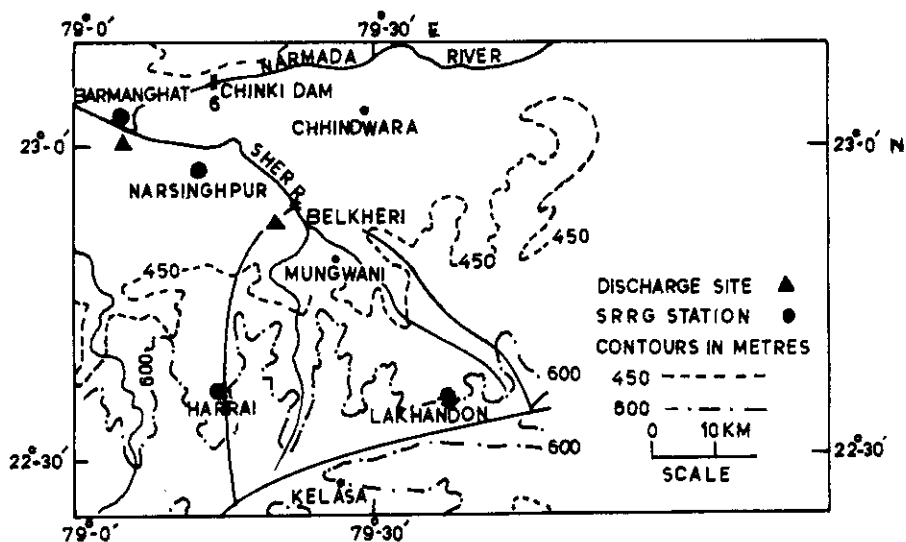 79°-0′
79°-30′ E
NARMADA RIVER
BARMANGHAT
CHINKI DAM
6
CHHINDWARA
23°-0′
23°-0′ N
SHER R
NARSINGHPUR
BELKHERI
450
450
MUNGWANI
450
DISCHARGE SITE
SRRG STATION
CONTOURS IN METRES
600
600
450
HARRAI
LAKHANDON
600
600
0 10 KM
22°-30′
22°-30′
SCALE
KELASA
79°-0′
79°-30′